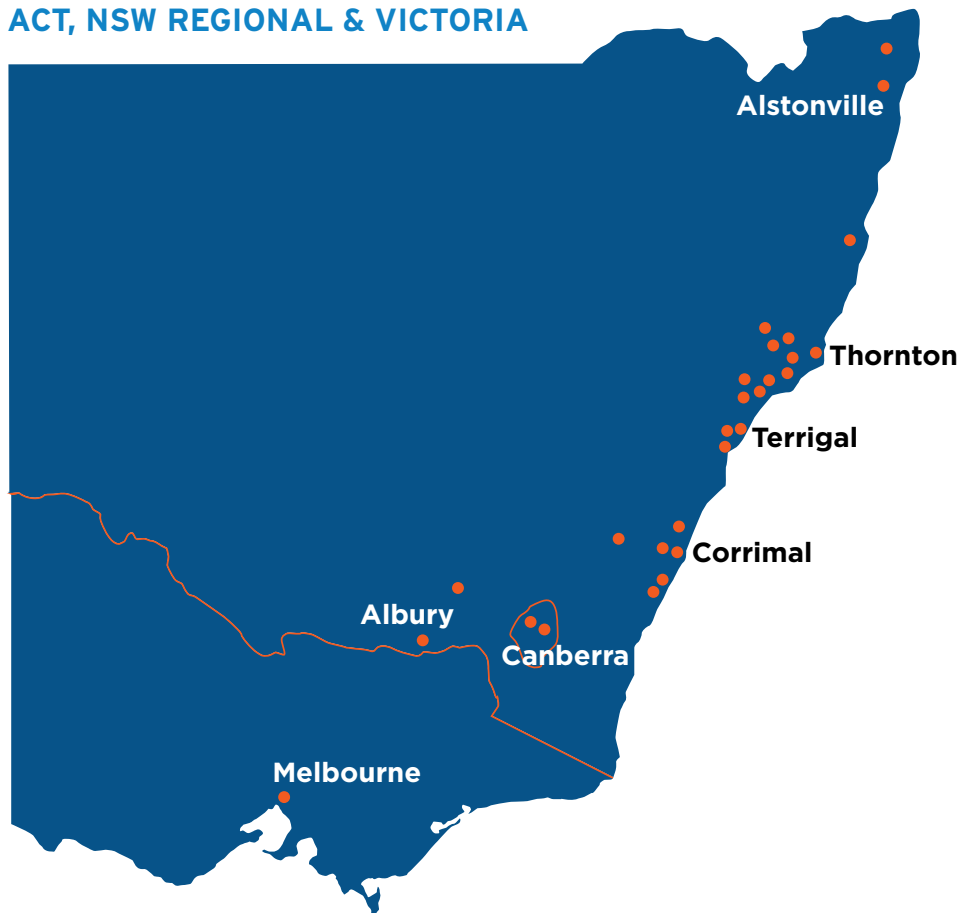 ACT, NSW REGIONAL & VICTORIA
Alstonville
Thornton
Terrigal
Corrimal
Albury
Canberra
Melbourne